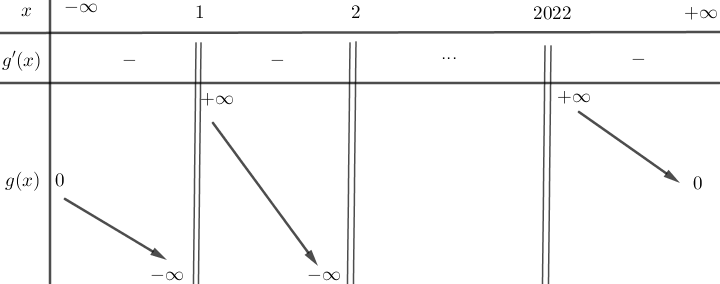 x −∞ 1 2 2022 +∞
g′(x) − − ... −
+∞ +∞
g(x) 0 0
−∞ −∞